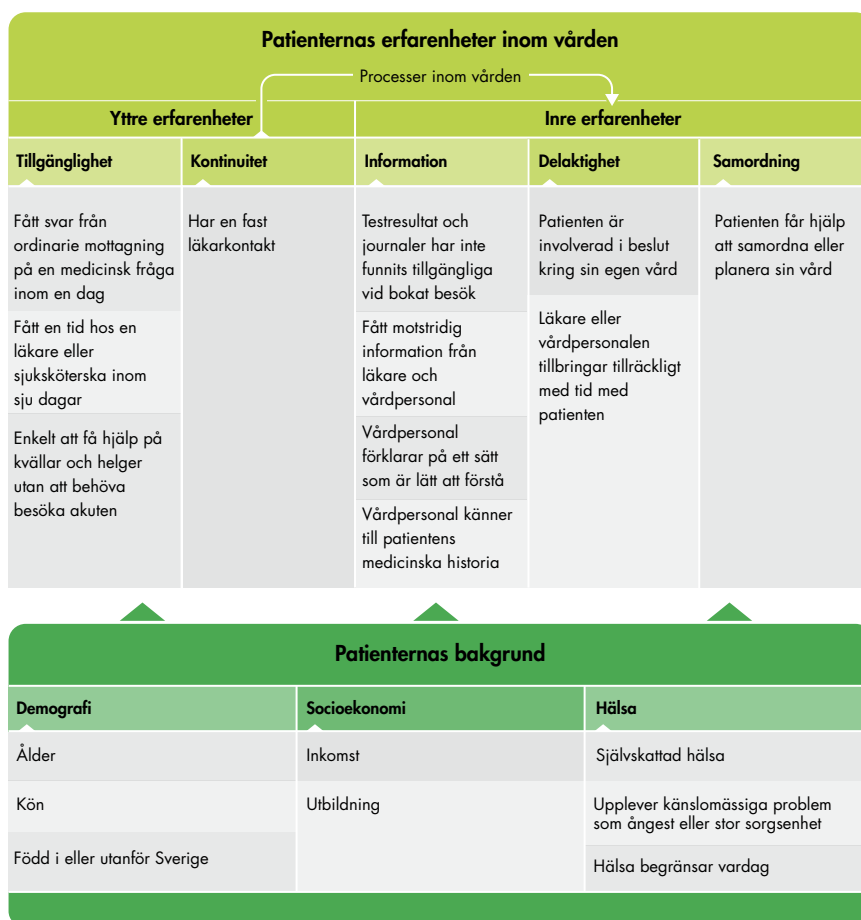 Patienternas erfarenheter inom vården
Processer inom vården
Yttre erfarenheter
Inre erfarenheter
Tillgänglighet
Kontinuitet
Information
Delaktighet
Samordning
Fått svar från
ordinarie mottagning
på en medicinsk fråga
inom en dag
Fått en tid hos en
läkare eller
sjuksköterska inom
sju dagar
Enkelt att få hjälp på
kvällar och helger
utan att behöva
besöka akuten
Har en fast
läkarkontakt
Testresultat och
journaler har inte
funnits tillgängliga
vid bokat besök
Fått motstridig
information från
läkare och
vårdpersonal
Vårdpersonal
förklarar på ett sätt
som är lätt att förstå
Vårdpersonal känner
till patientens
medicinska historia
Patienten är
involverad i beslut
kring sin egen vård
Läkare eller
vårdpersonalen
tillbringar tillräckligt
med tid med
patienten
Patienten får hjälp
att samordna eller
planera sin vård
Patienternas bakgrund
Demografi
Socioekonomi
Hälsa
Ålder
Kön
Född i eller utanför Sverige
Inkomst
Utbildning
Självskattad hälsa
Upplever känslomässiga problem
som ångest eller stor sorgsenhet
Hälsa begränsar vardag